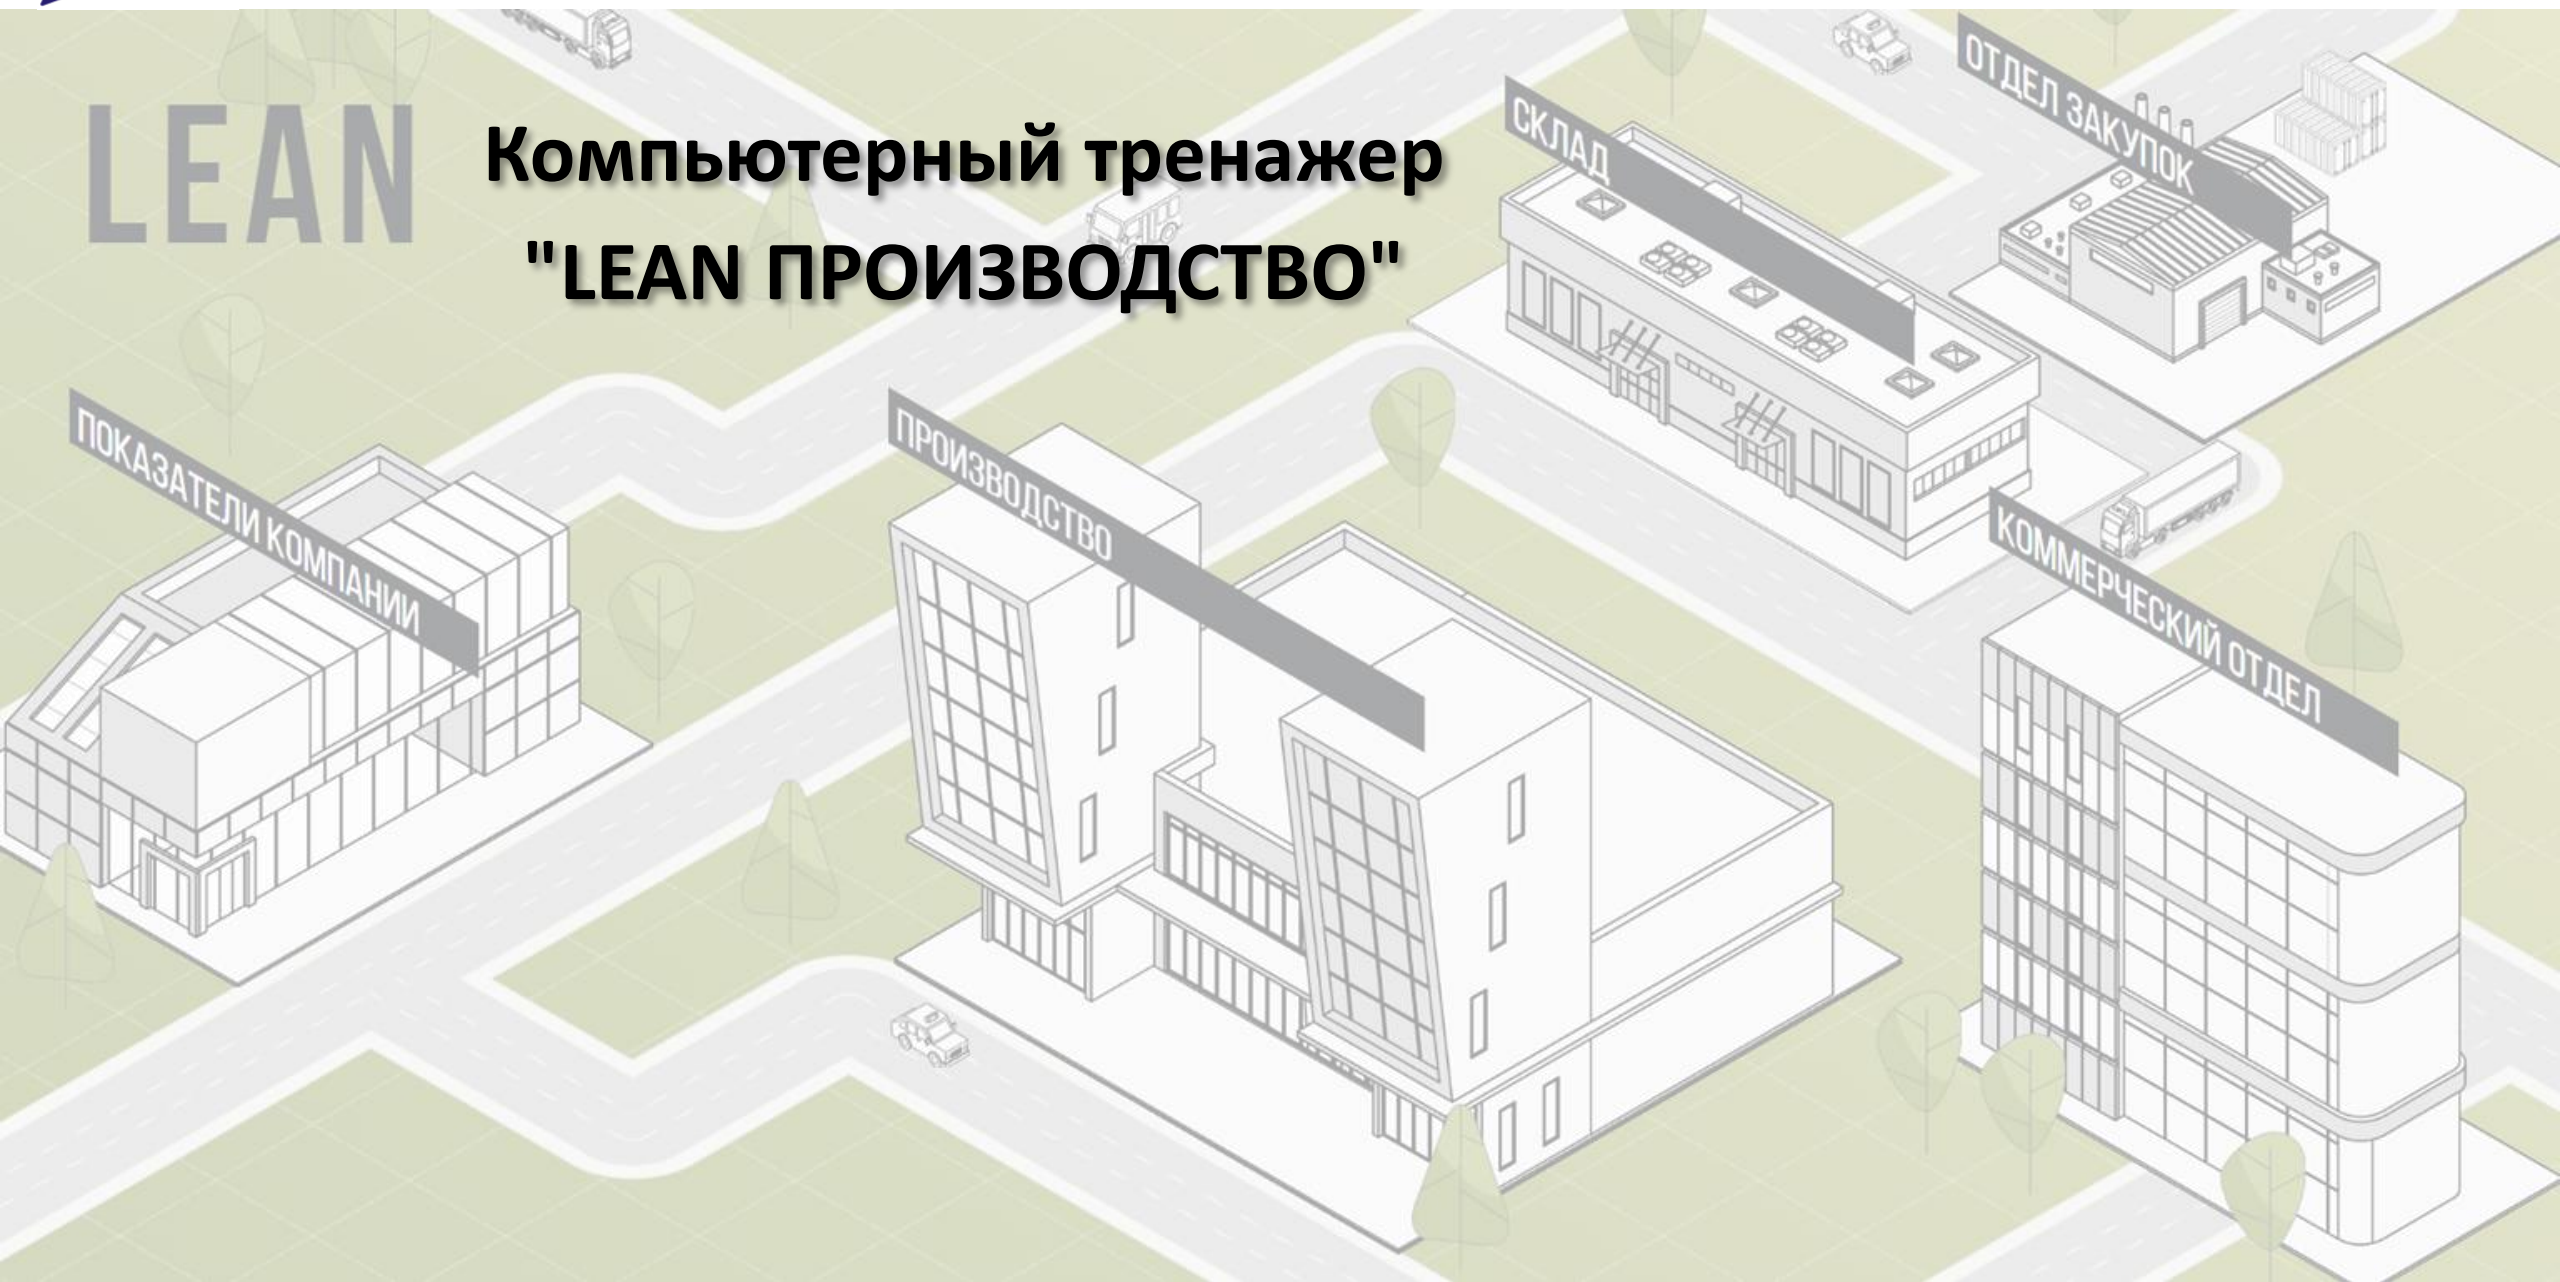 LEAN
Компьютерный тренажер
"LEAN ПРОИЗВОДСТВО"
ОТДЕЛ ЗАКУПОК
СКЛАД
ПОКАЗАТЕЛИ КОМПАНИИ
ПРОИЗВОДСТВО
КОММЕРЧЕСКИЙ ОТДЕЛ